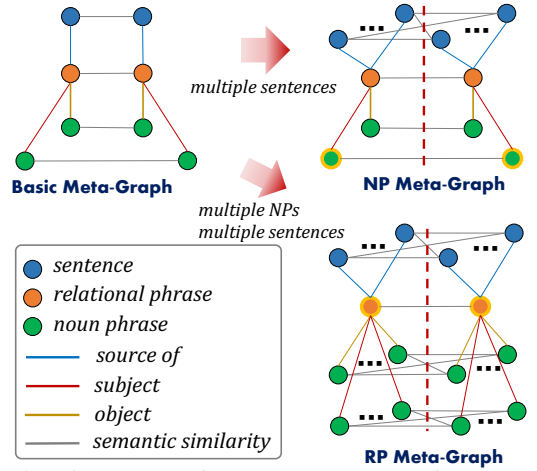 multiple sentences
Basic Meta-Graph
NP Meta-Graph
multiple NPs
multiple sentences
sentence
relational phrase
noun phrase
source of
subject
object
semantic similarity
RP Meta-Graph